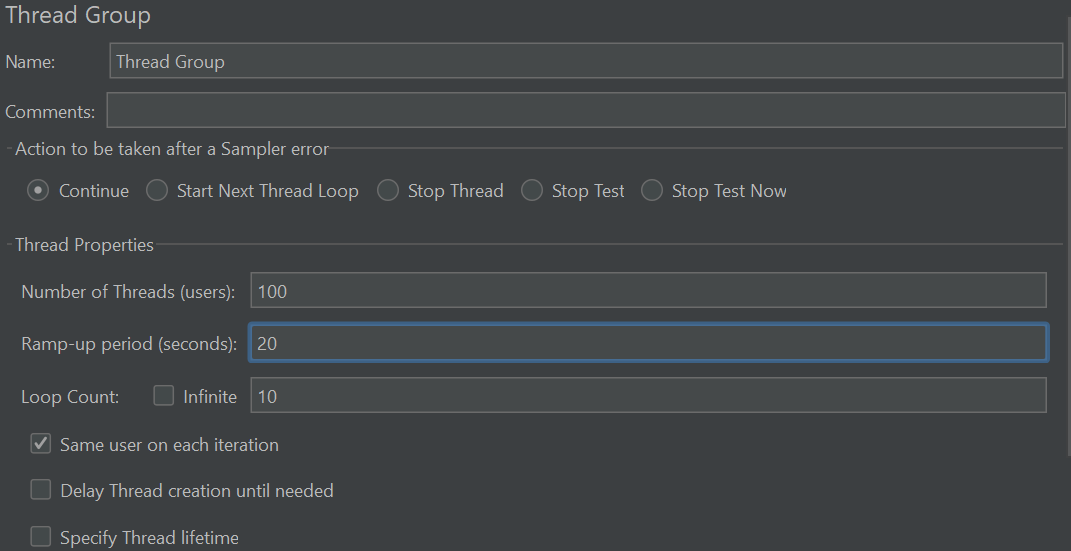 Thread Group
Name: Thread Group
Comments:
Action to be taken after a Sampler error
Continue Start Next Thread Loop Stop Thread Stop Test Stop Test Now
Thread Properties
Number of Threads (users): 100
Ramp-up period (seconds): 20
Loop Count: Infinite 10
Same user on each iteration
Delay Thread creation until needed
Specify Thread lifetime